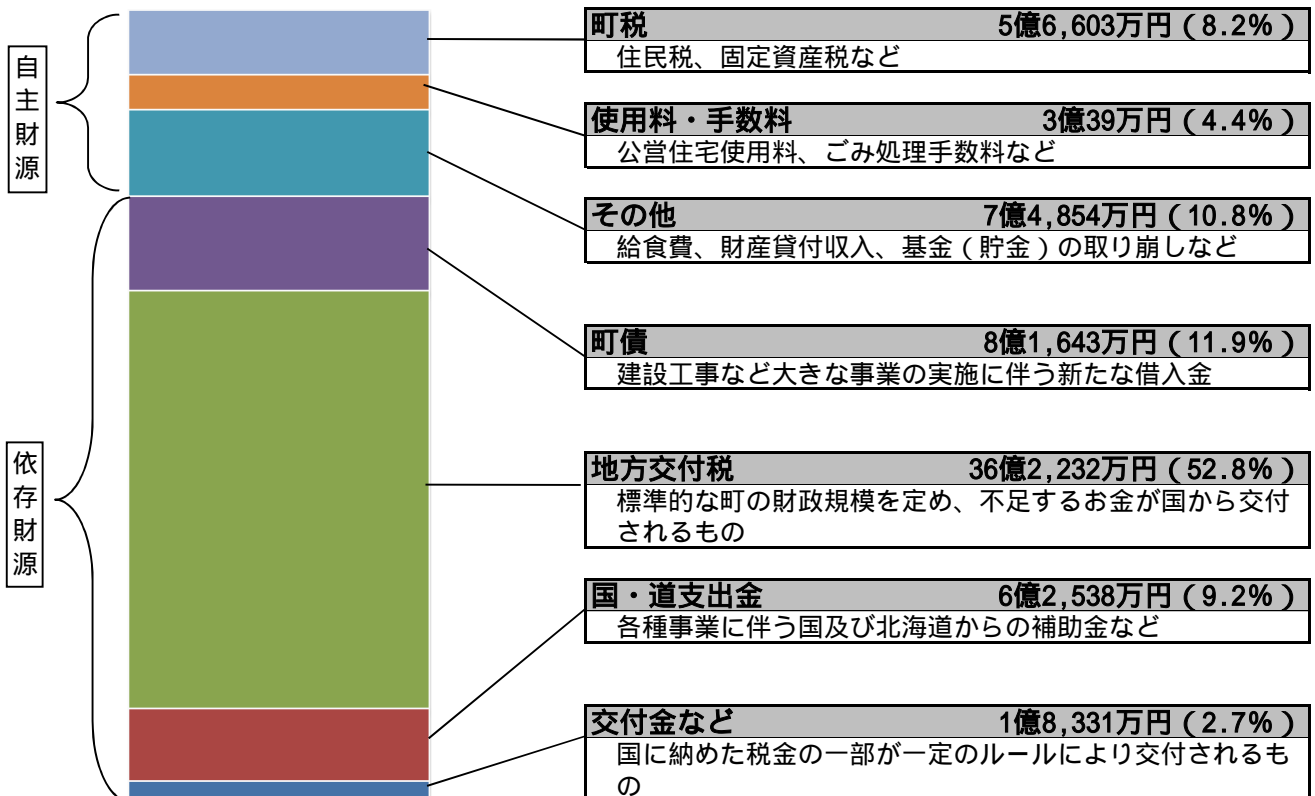 自主財源
町税 5億6,603万円(8.2%)
住民税、固定資産税など
使用料・手数料 3億39万円(4.4%)
公営住宅使用料、ごみ処理手数料など
その他 7億4,854万円(10.8%)
給食費、財産貸付収入、基金(貯金)の取り崩しなど
依存財源
町債 8億1,643万円(11.9%)
建設工事など大きな事業の実施に伴う新たな借入金
地方交付税 36億2,232万円(52.8%)
標準的な町の財政規模を定め、不足するお金が国から交付
されるもの
国・道支出金 6億2,538万円(9.2%)
各種事業に伴う国及び北海道からの補助金など
交付金など 1億8,331万円(2.7%)
国に納めた税金の一部が一定のルールにより交付されるも
の